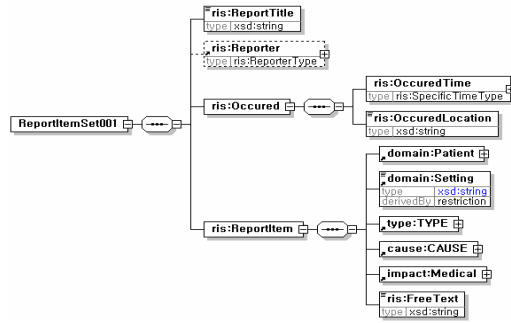 ris:ReportTitle
type xsd:string
ris:Reporter
type ris:ReporterType
ris:OccuredTime
type ris:SpecificTimeType
ris:Occured
ReportItemSet001
ris:OccuredLocation
type xsd:string
domain:Patient
domain:Setting
type xsd:string
derivedBy restriction
ris:ReportItem
type:TYPE
cause:CAUSE
impact:Medical
ris:FreeText
type xsd:string